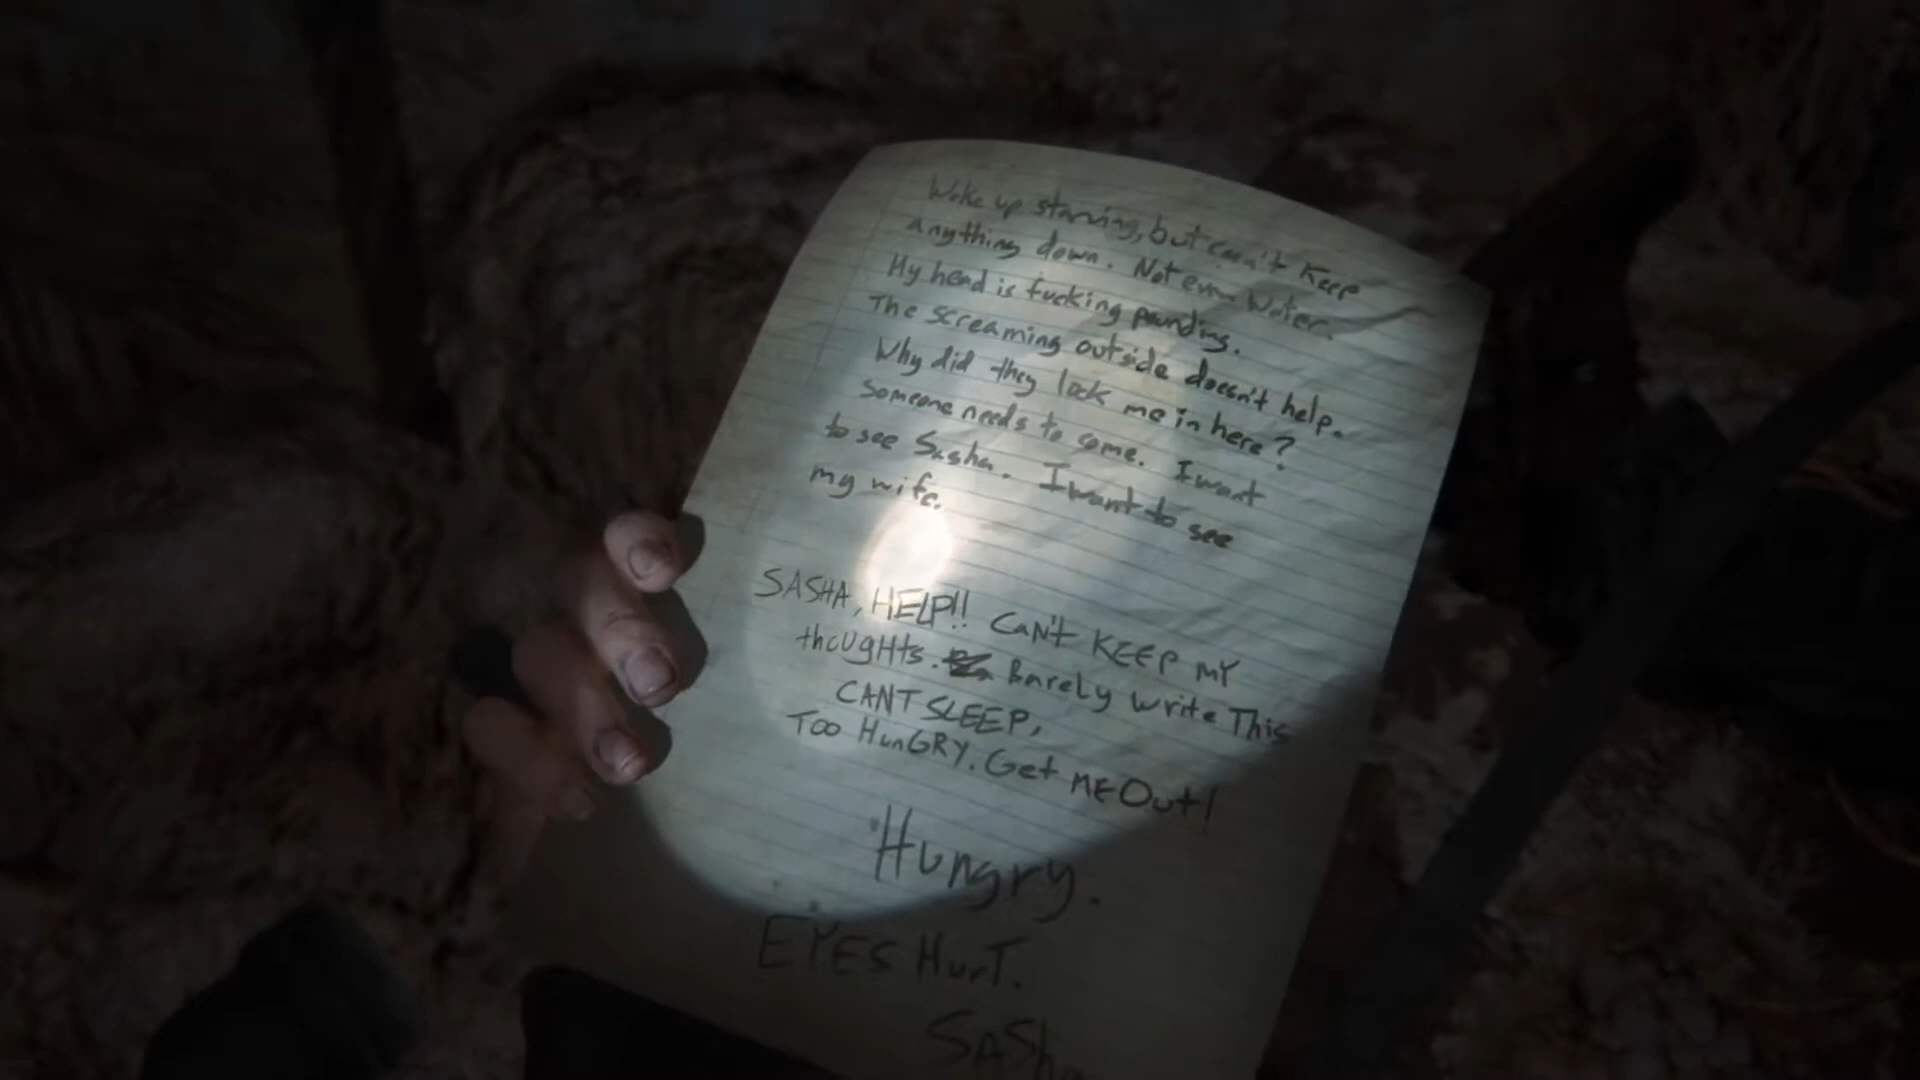 Woke up starving, but can't keep
anything down. Not even water.
My head is fucking pounding.
The screaming outside doesn't help.
Why did they lock me in here?
Someone needs to come. I want
to see Sasha. I want to see
my wife.
SASHA, HELP!! CAN'T KEEP MY
thoUgHts. BareLy write This
CANT SLEEP,
TOO HunGRY. Get ME Out!
Hungry.
EYES HurT.
SASha